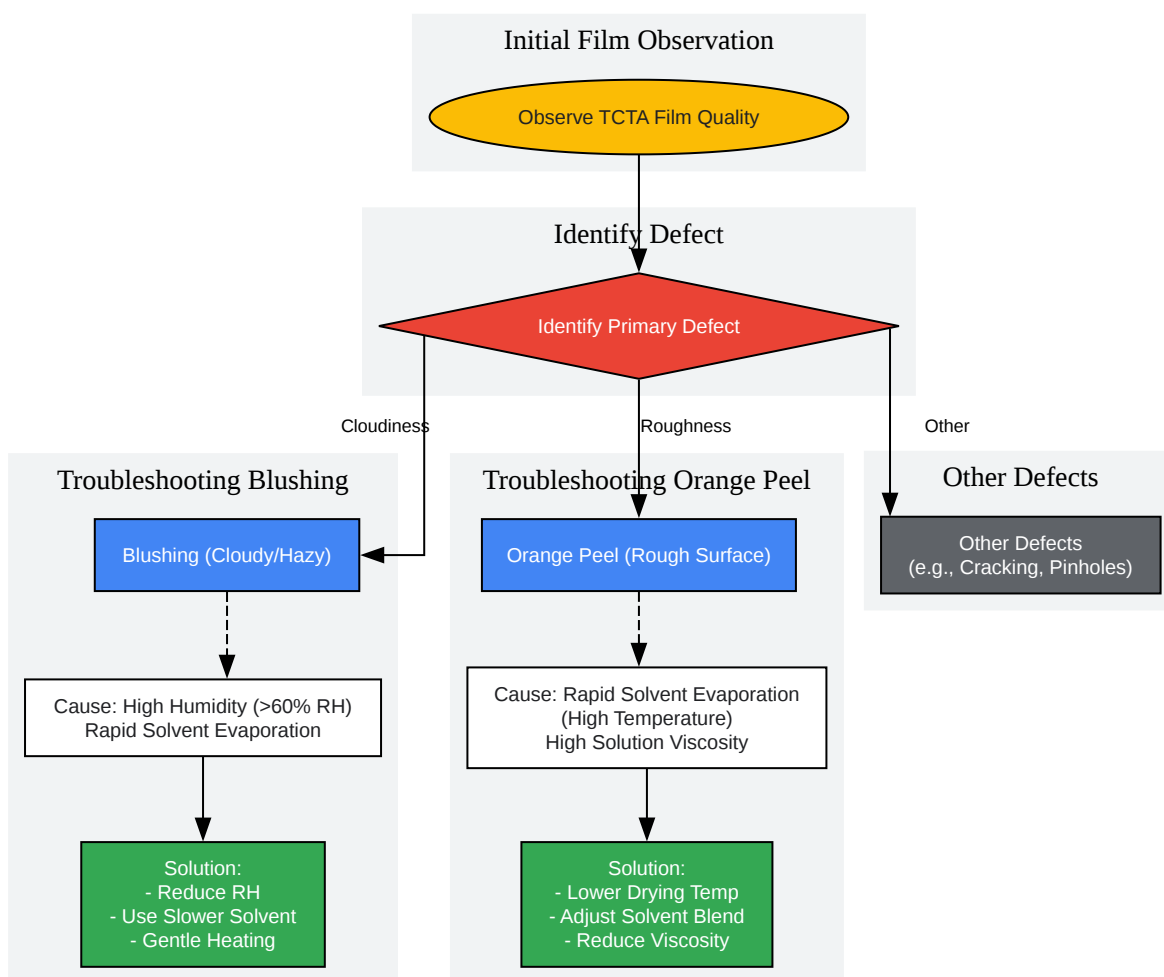 Initial Film Observation
Observe TCTA Film Quality
Identify Defect
Identify Primary Defect
Cloudiness
Roughness
Other
Troubleshooting Blushing
Blushing (Cloudy/Hazy)
Cause: High Humidity (>60% RH)
Rapid Solvent Evaporation
Solution:
- Reduce RH
- Use Slower Solvent
- Gentle Heating
Troubleshooting Orange Peel
Orange Peel (Rough Surface)
Cause: Rapid Solvent Evaporation
(High Temperature)
High Solution Viscosity
Solution:
- Lower Drying Temp
- Adjust Solvent Blend
- Reduce Viscosity
Other Defects
Other Defects
(e.g., Cracking, Pinholes)